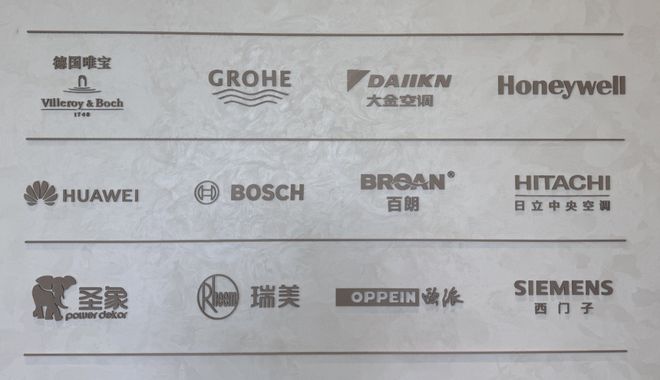 德国唯宝
Villeroy & Boch
1748
GROHE
DAIIKN
大金空调
Honeywell
HUAWEI
BOSCH
BROAN®
百朗
HITACHI
日立中央空调
圣象
power dekor
Rheem 瑞美
OPPEIN 欧派
SIEMENS
西门子